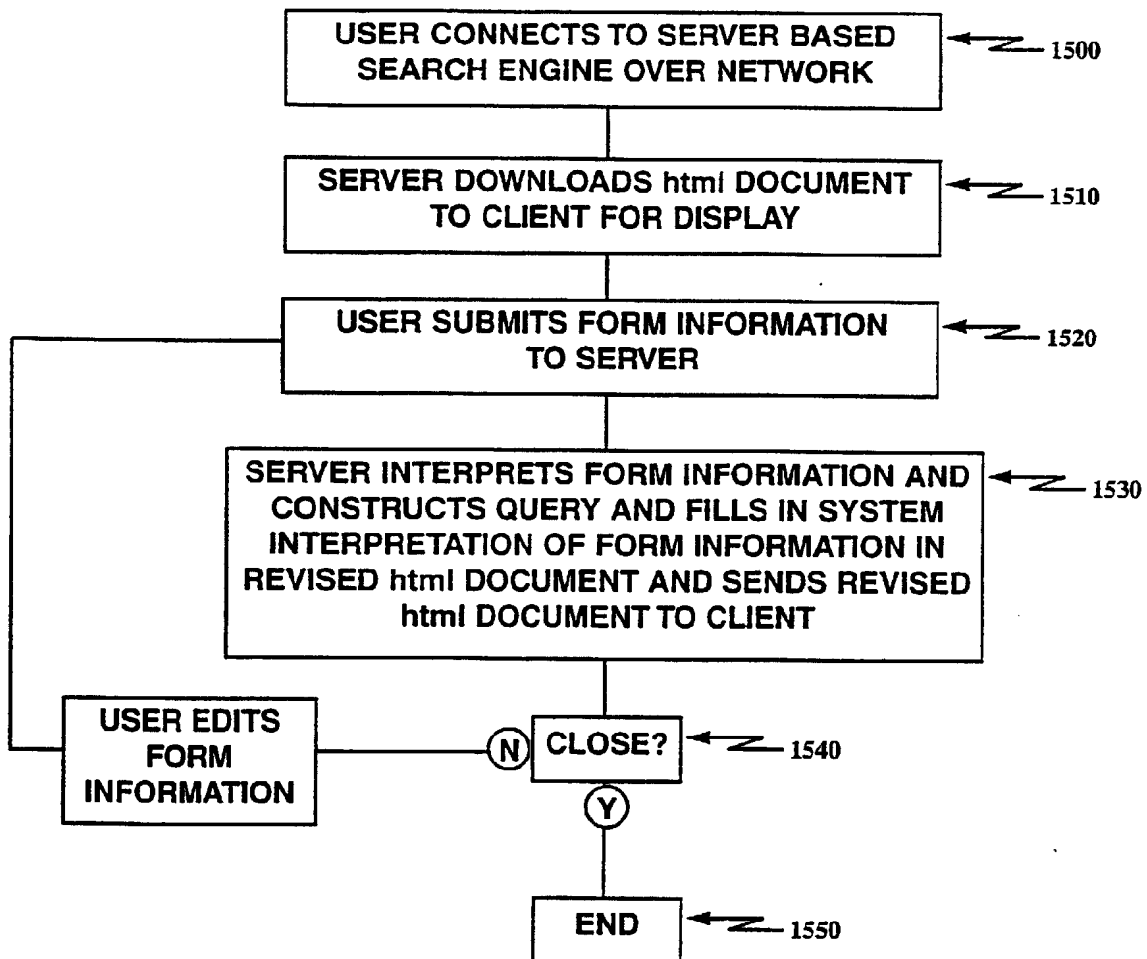 USER CONNECTS TO SERVER BASED
SEARCH ENGINE OVER NETWORK
1500
SERVER DOWNLOADS html DOCUMENT
TO CLIENT FOR DISPLAY
1510
USER SUBMITS FORM INFORMATION
TO SERVER
1520
SERVER INTERPRETS FORM INFORMATION AND
CONSTRUCTS QUERY AND FILLS IN SYSTEM
INTERPRETATION OF FORM INFORMATION IN
REVISED html DOCUMENT AND SENDS REVISED
html DOCUMENT TO CLIENT
1530
USER EDITS
FORM
INFORMATION
N
CLOSE?
1540
Y
END
1550